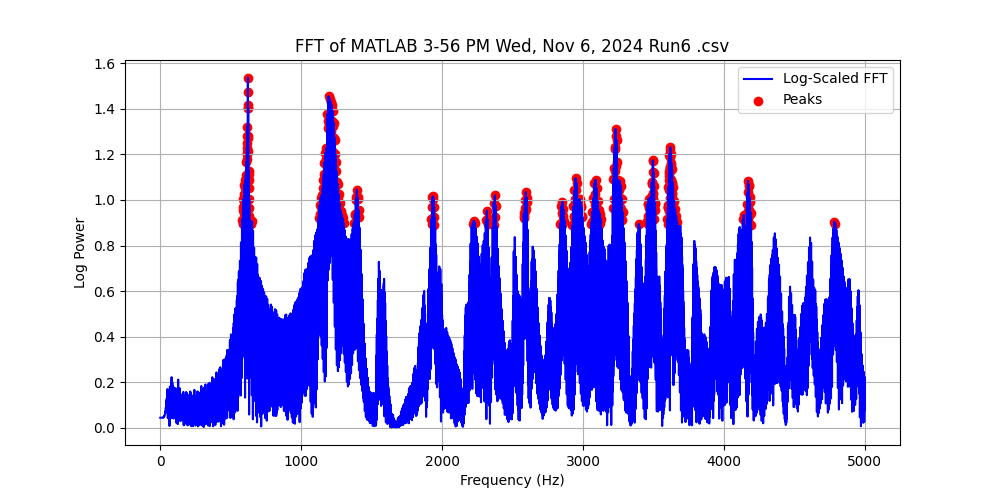 FFT of MATLAB 3-56 PM Wed, Nov 6, 2024 Run6 .csv
Log-Scaled FFT
Peaks
1.6
1.4
1.2
1.0
0.8
0.6
0.4
0.2
0.0
Log Power
0 1000 2000 3000 4000 5000
Frequency (Hz)